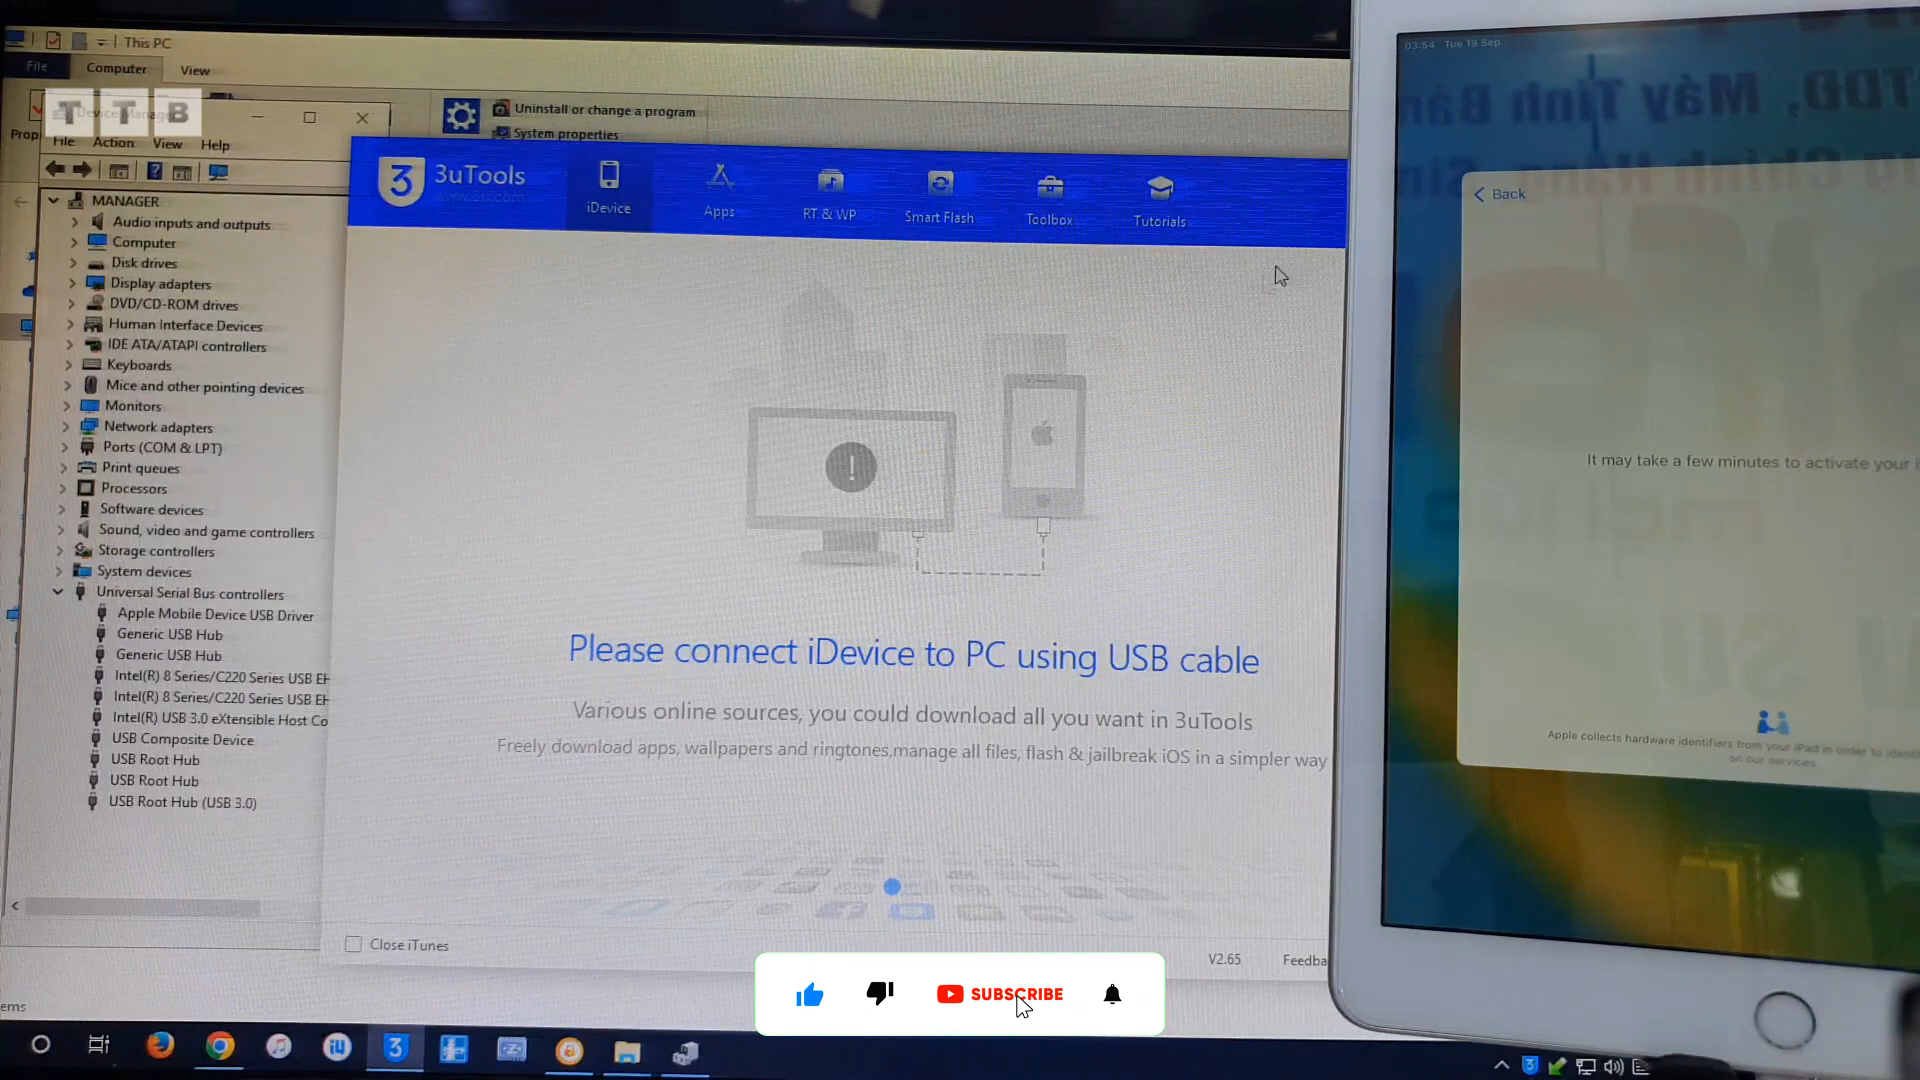 This PC
File
Computer
View
TTB
Uninstall or change a program
System properties
File
Action
View
Help
MANAGER
Audio inputs and outputs
Computer
Disk drives
Display adapters
DVD/CD-ROM drives
Human Interface Devices
IDE ATA/ATAPI controllers
Keyboards
Mice and other pointing devices
Monitors
Network adapters
Ports (COM & LPT)
Print queues
Processors
Software devices
Sound, video and game controllers
Storage controllers
System devices
Universal Serial Bus controllers
Apple Mobile Device USB Driver
Generic USB Hub
Generic USB Hub
Intel(R) 8 Series/C220 Series USB EH
Intel(R) 8 Series/C220 Series USB EH
Intel(R) USB 3.0 eXtensible Host Co
USB Composite Device
USB Root Hub
USB Root Hub
USB Root Hub (USB 3.0)
3 3uTools
iDevice
Apps
RT & WP
Smart Flash
Toolbox
Tutorials
Please connect iDevice to PC using USB cable
Various online sources, you could download all you want in 3uTools
Freely download apps, wallpapers and ringtones,manage all files, flash & jailbreak iOS in a simpler way
Close iTunes
V2.65
Feedba
SUBSCRIBE
03:54 Tue 19 Sep
Back
It may take a few minutes to activate your
Apple collects hardware identifiers from your iPad in order to
on our services.